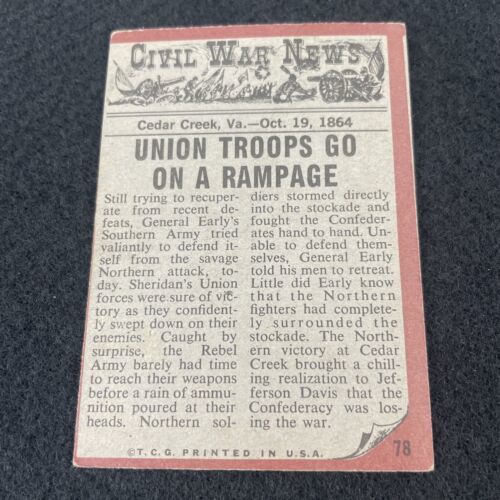 CIVIL WAR NEWS
Cedar Creek, Va.—Oct. 19, 1864
UNION TROOPS GO
ON A RAMPAGE
Still trying to recuper-
ate from recent de-
feats, General Early's
Southern Army tried
valiantly to defend it-
self from the savage
Northern attack, to-
day. Sheridan's Union
forces were sure of vic-
tory as they confident-
ly swept down on their
enemies. Caught by
surprise, the Rebel
Army barely had time
to reach their weapons
before a rain of ammu-
nition poured at their
heads. Northern sol-
diers stormed directly
into the stockade and
fought the Confeder-
ates hand to hand. Un-
able to defend them-
selves, General Early
told his men to retreat.
Little did Early know
that the Northern
fighters had complete-
ly surrounded the
stockade. The North-
ern victory at Cedar
Creek brought a chill-
ing realization to Jef-
ferson Davis that the
Confederacy was los-
ing the war.
©T.C.G. PRINTED IN U.S.A.
78